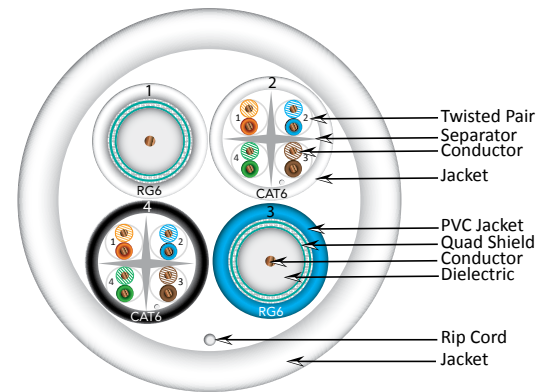 1
RG6
2
1
2
4
3
CAT6
4
1
2
4
3
CAT6
3
RG6
Twisted Pair
Separator
Conductor
Jacket
PVC Jacket
Quad Shield
Conductor
Dielectric
Rip Cord
Jacket